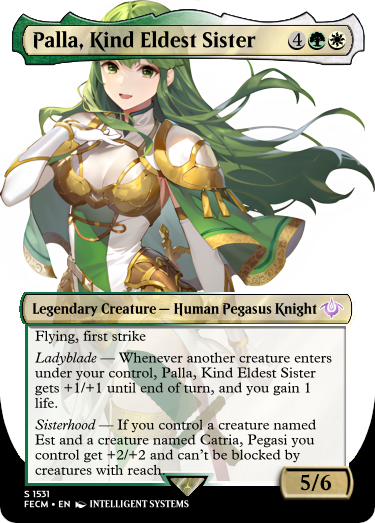 Palla, Kind Eldest Sister 4
Legendary Creature — Human Pegasus Knight
Flying, first strike
Ladyblade — Whenever another creature enters
under your control, Palla, Kind Eldest Sister
gets +1/+1 until end of turn, and you gain 1
life.
Sisterhood — If you control a creature named
Est and a creature named Catria, Pegasi you
control get +2/+2 and can't be blocked by
creatures with reach.
5/6
S 1531
FECM • EN INTELLIGENT SYSTEMS